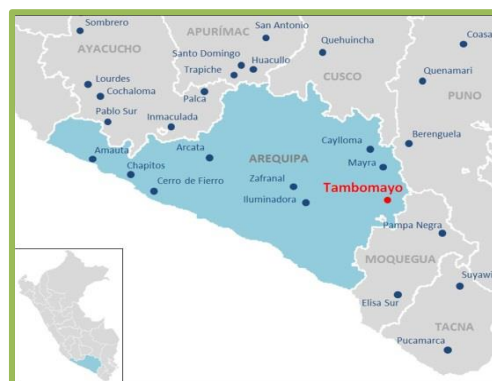 Sombrero
San Antonio
Coasa
APURÍMAC
AYACUCHO
Quehuincha
Santo Domingo
Huacullo
Trapiche
CUSCO
Lourdes
Quenamari
Cochaloma
Palca
PUNO
Pablo Sur
Inmaculada
Berenguela
Caylloma
Amauta
Arcata
AREQUIPA
Mayra
Chapitos
Zafranal
Tambomayo
Cerro de Fierro
Iluminadora
Pampa Negra
MOQUEGUA
Suyawi
Elisa Sur
TACNA
Pucamarca